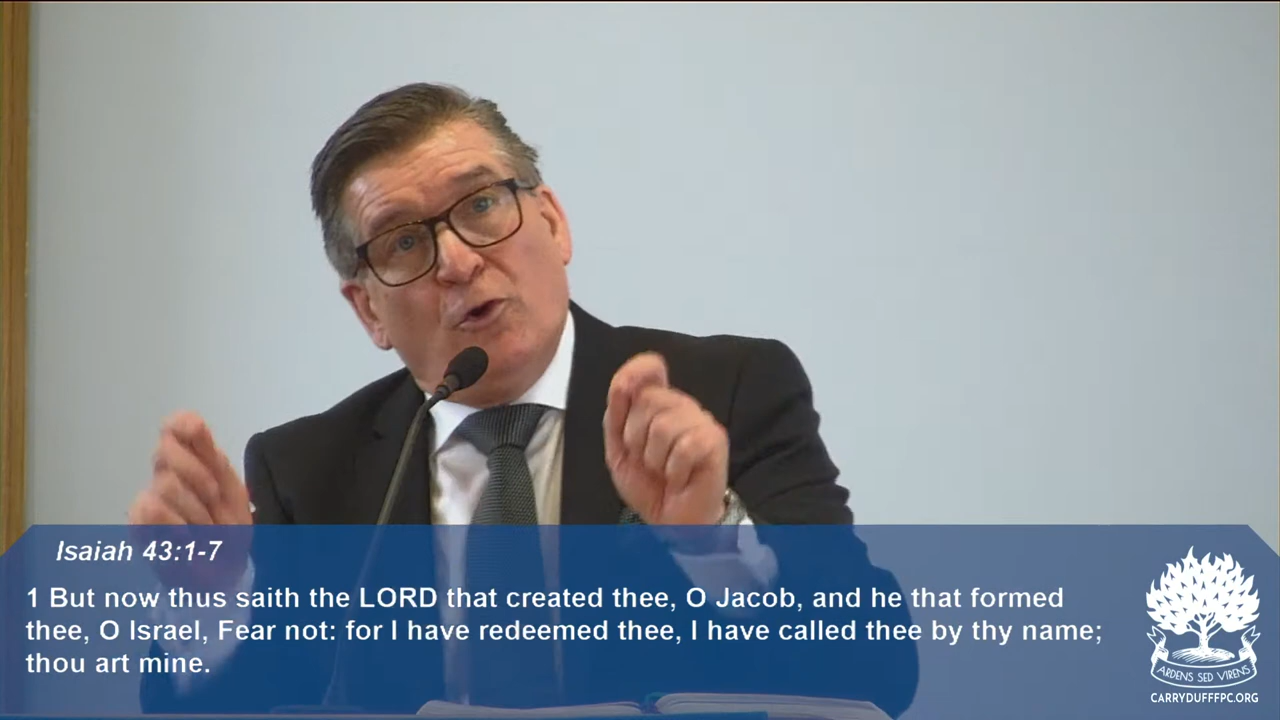 Isaiah 43:1-7
1 But now thus saith the LORD that created thee, O Jacob, and he that formed
thee, O Israel, Fear not: for I have redeemed thee, I have called thee by thy name;
thou art mine.
ARDENS SED VIRENS
CARRYDUFFFPC.ORG